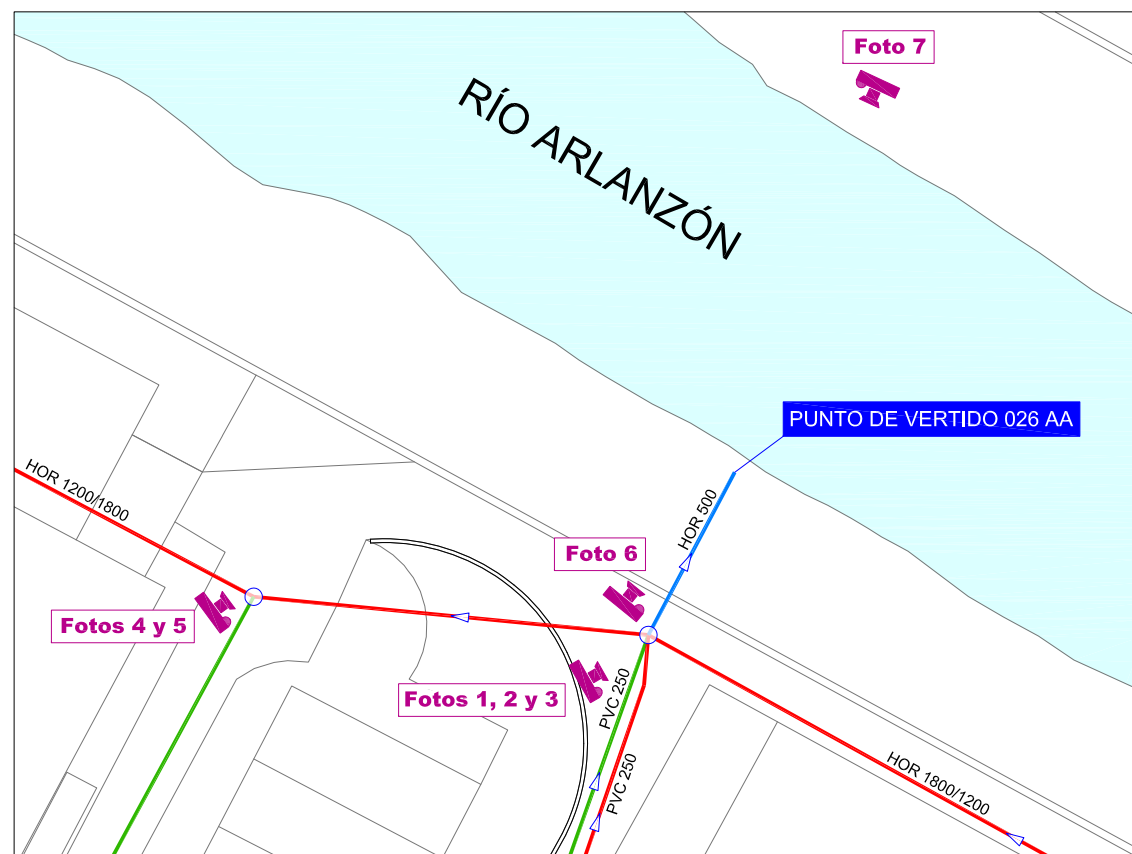 Foto 7
RÍO ARLANZÓN
PUNTO DE VERTIDO 026 AA
HOR 1200/1800
HOR 500
Foto 6
Fotos 4 y 5
Fotos 1, 2 y 3
PVC 250
PVC 250
HOR 1800/1200